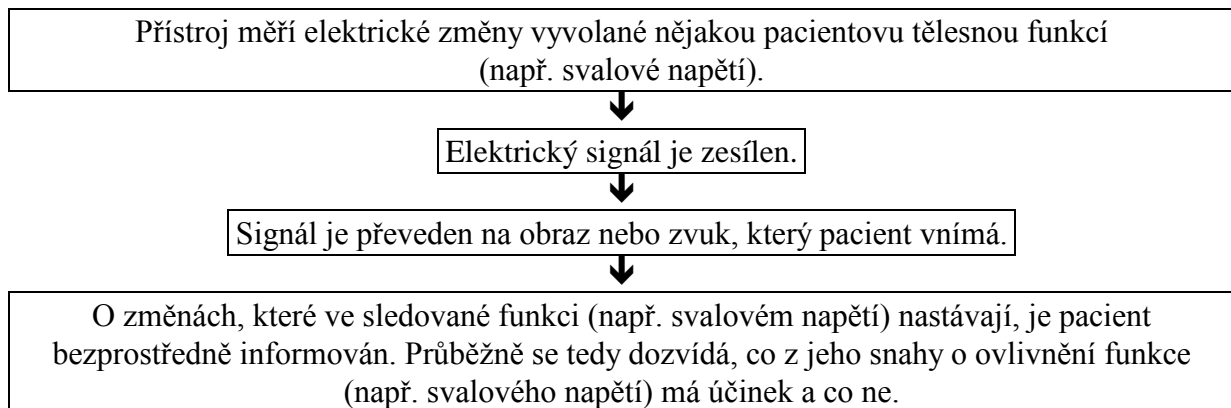 Přístroj měří elektrické změny vyvolané nějakou pacientovu tělesnou funkcí
(např. svalové napětí).
Elektrický signál je zesílen.
Signál je převeden na obraz nebo zvuk, který pacient vnímá.
O změnách, které ve sledované funkci (např. svalovém napětí) nastávají, je pacient
bezprostředně informován. Průběžně se tedy dozvídá, co z jeho snahy o ovlivnění funkce
(např. svalového napětí) má účinek a co ne.